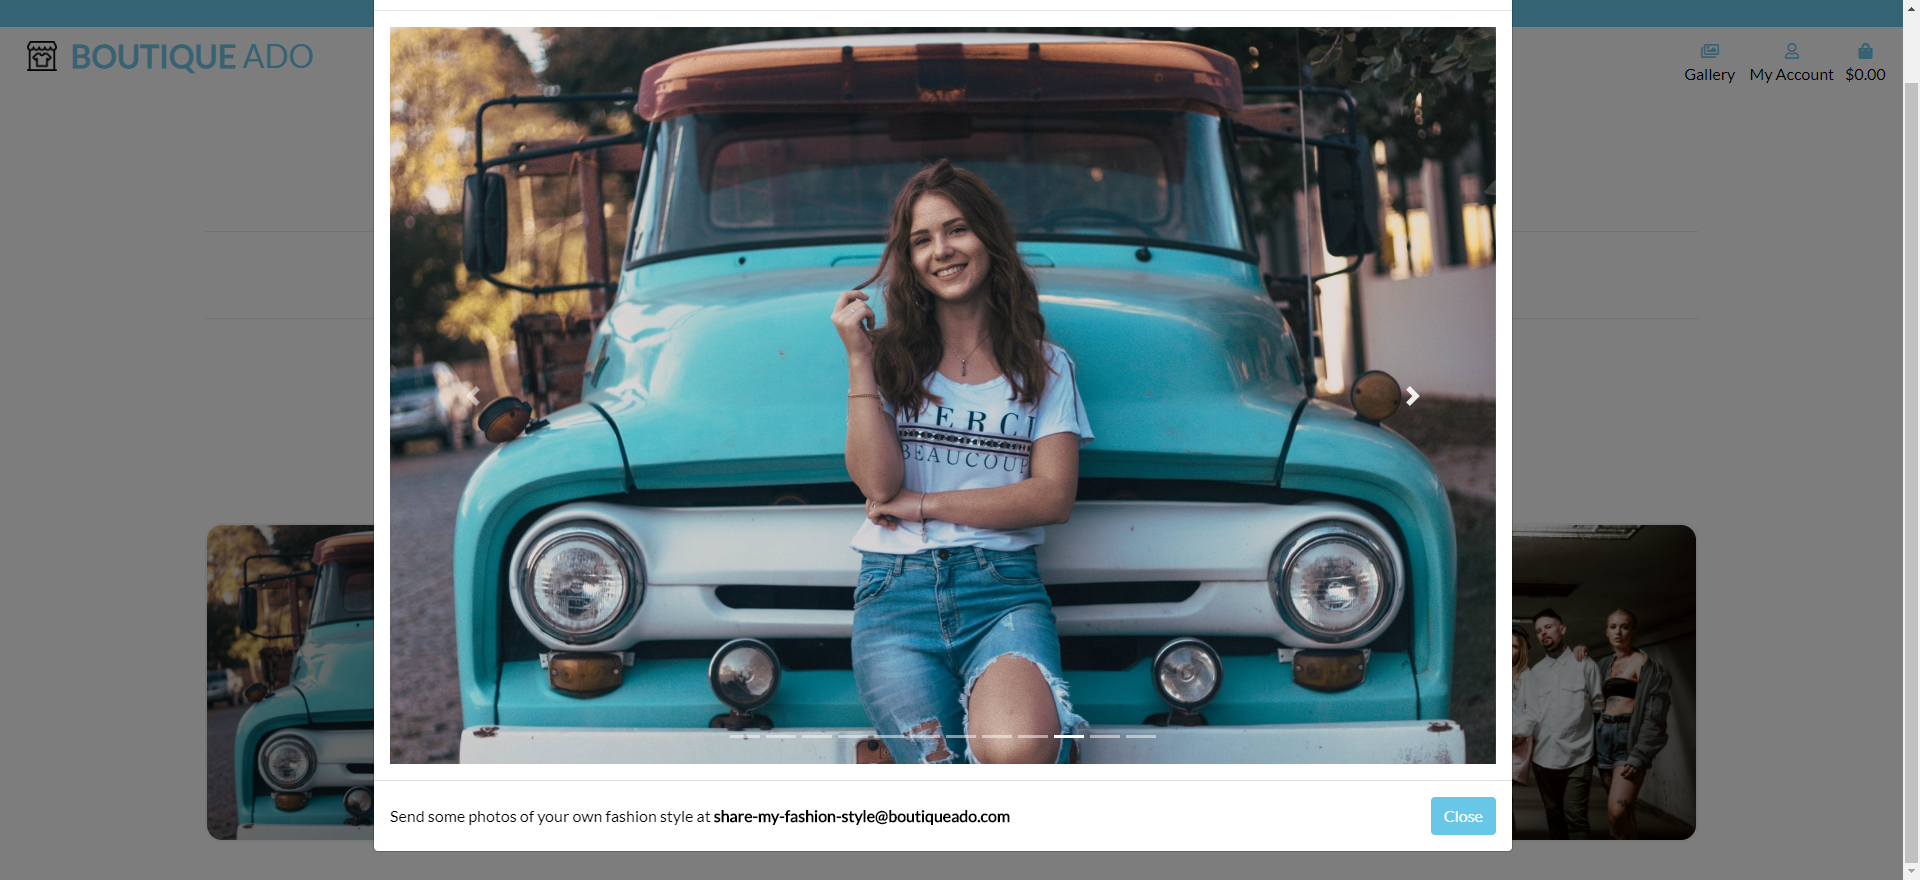 BOUTIQUE ADO
Gallery
My Account
$0.00
MERCI
BEAUCOUP
Send some photos of your own fashion style at share-my-fashion-style@boutiqueado.com
Close